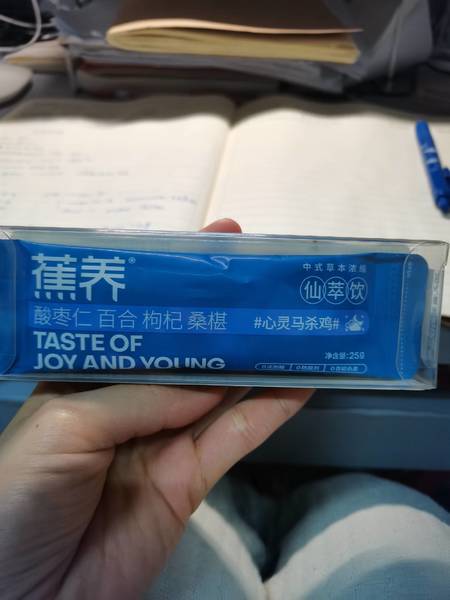 蕉养®
酸枣仁 百合 枸杞 桑椹
TASTE OF
JOY AND YOUNG
中式草本浓缩
仙萃饮
#心灵马杀鸡#
净含量:25g